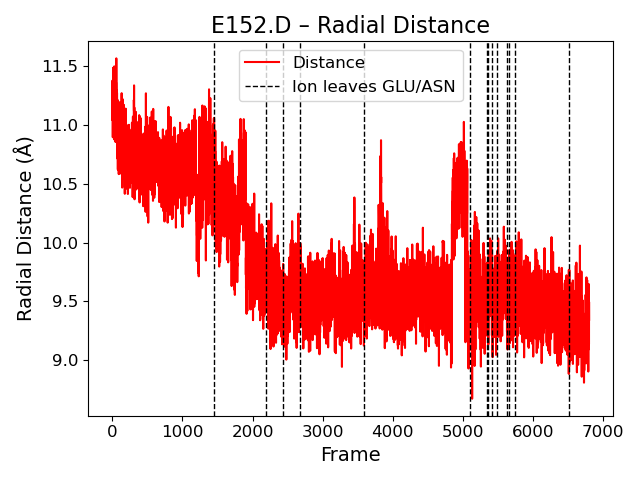 E152.D – Radial Distance
Distance
Ion leaves GLU/ASN
Radial Distance (Å)
11.5
11.0
10.5
10.0
9.5
9.0
0 1000 2000 3000 4000 5000 6000 7000
Frame